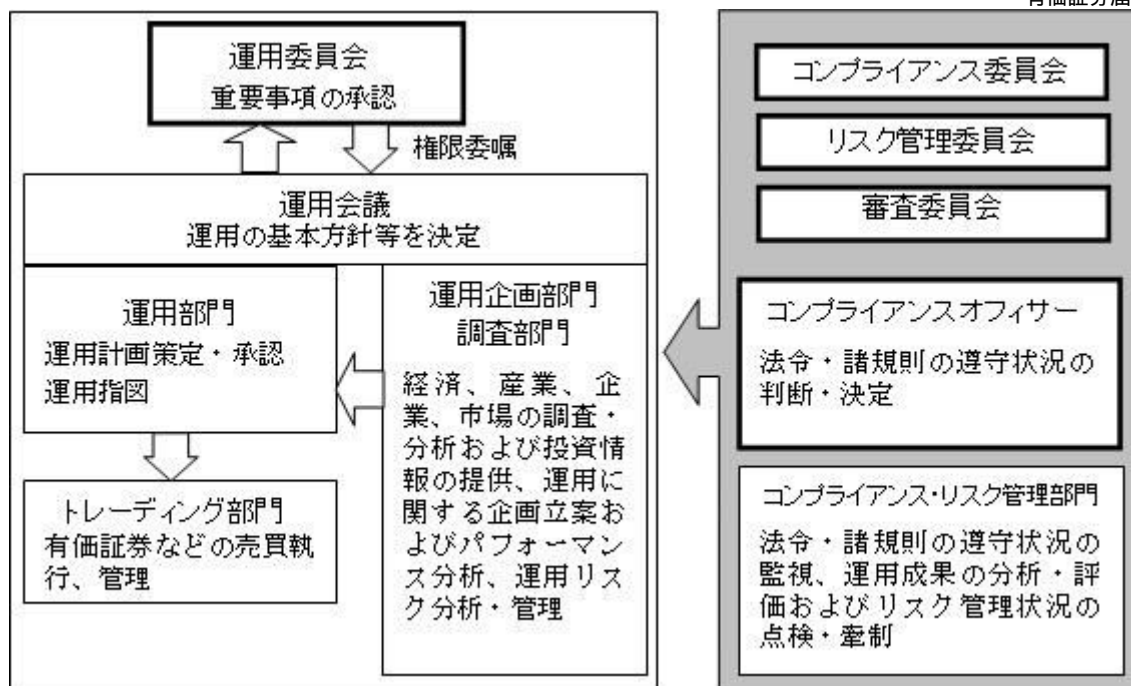 有価証券届
運用委員会
重要事項の承認
権限委嘱
運用会議
運用の基本方針等を決定
運用部門
運用計画策定・承認
運用指図
トレーディング部門
有価証券などの売買執
行、管理
運用企画部門
調査部門
経済、産業、企
業、市場の調査・
分析および投資情
報の提供、運用に
関する企画立案お
よびパフォーマン
ス分析、運用リス
ク分析・管理
コンプライアンス委員会
リスク管理委員会
審査委員会
コンプライアンスオフィサー
法令・諸規則の遵守状況の
判断・決定
コンプライアンス・リスク管理部門
法令・諸規則の遵守状況の
監視、運用成果の分析・評
価およびリスク管理状況の
点検・牽制